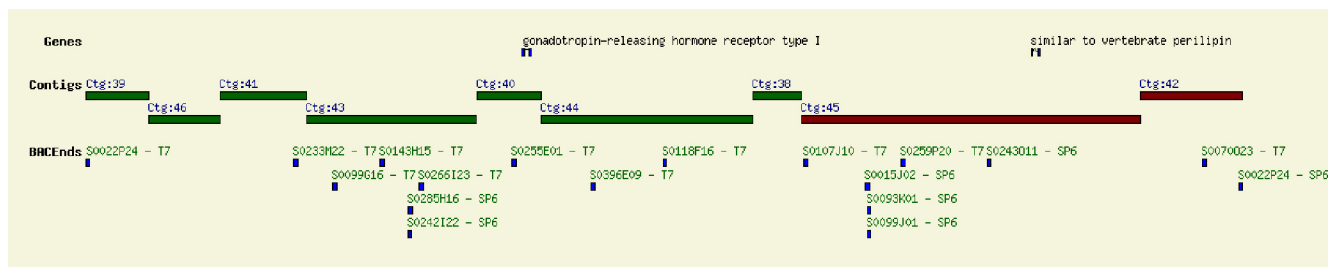 Genes gonadotropin-releasing hormone receptor type I similar to vertebrate perilipin
Contigs Ctg:39 Ctg:41 Ctg:40 Ctg:38 Ctg:42
Ctg:46 Ctg:43 Ctg:44 Ctg:45
BACEnds S0022P24 - T7 S0233M22 - T7 S0143H15 - T7 S0255E01 - T7 S0118F16 - T7 S0107J10 - T7 S0259P20 - T7 S0243O11 - SP6 S0070O23 - T7
S0099G16 - T7 S0266I23 - T7 S0396E09 - T7 S0015J02 - SP6 S0022P24 - SP6
S0285H16 - SP6 S0093K01 - SP6
S0242I22 - SP6 S0099J01 - SP6